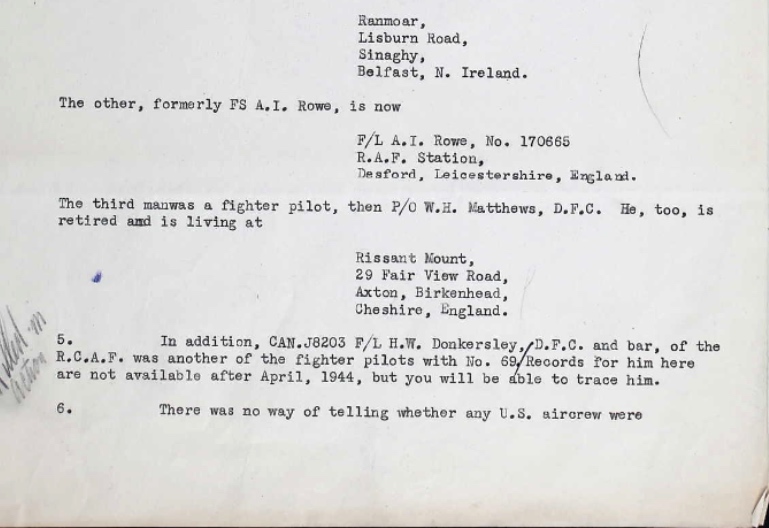 Ranmoar,
Lisburn Road,
Sinaghy,
Belfast, N. Ireland.
The other, formerly FS A.I. Rowe, is now
F/L A.I. Rowe, No. 170665
R.A.F. Station,
Desford, Leicestershire, England.
The third manwas a fighter pilot, then P/O W.H. Matthews, D.F.C. He, too, is
retired and is living at
Rissant Mount,
29 Fair View Road,
Axton, Birkenhead,
Cheshire, England.
5. In addition, CAN.J8203 F/L H.W. Donkersley, D.F.C. and bar, of the
R.C.A.F. was another of the fighter pilots with No. 69/Records for him here
are not available after April, 1944, but you will be able to trace him.
Killed in
action
6. There was no way of telling whether any U.S. aircrew were